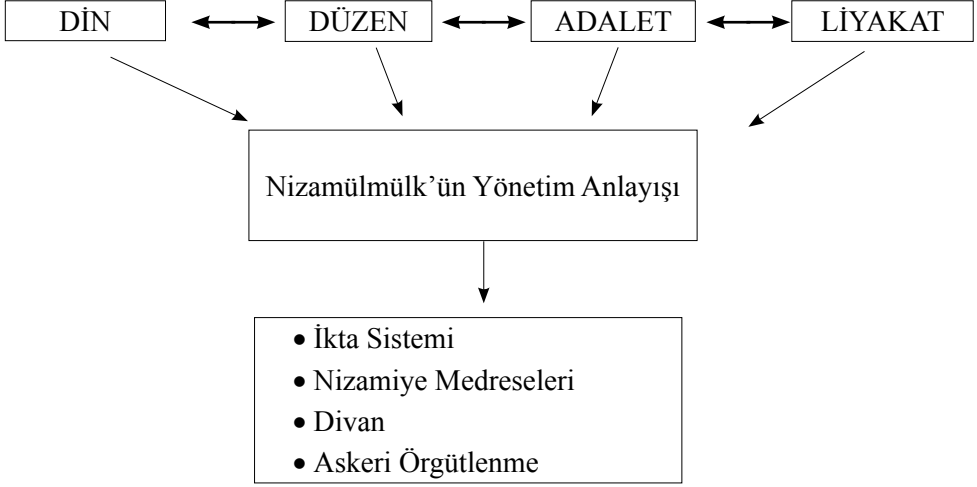 DİN
DÜZEN
ADALET
LİYAKAT
Nizamülmülk’ün Yönetim Anlayışı
• İkta Sistemi
• Nizamiye Medreseleri
• Divan
• Askeri Örgütlenme